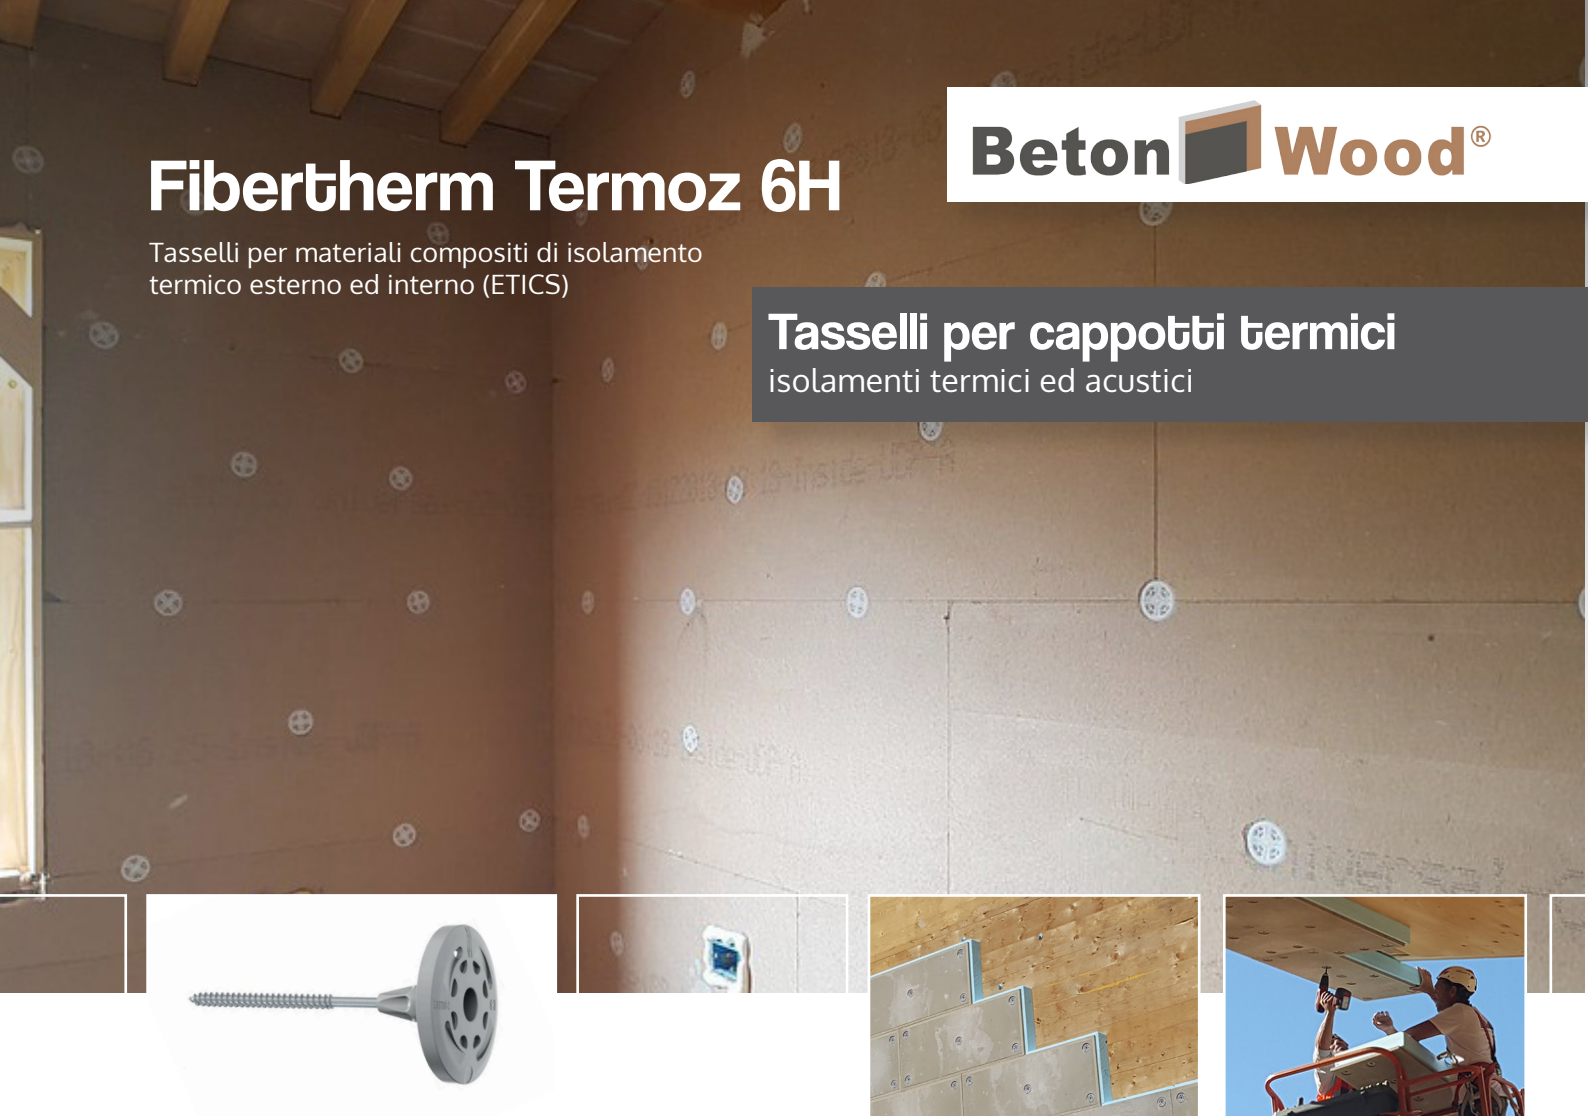 Beton Wood®
Fibertherm Termoz 6H
Tasselli per materiali compositi di isolamento
termico esterno ed interno (ETICS)
Tasselli per cappotti termici
isolamenti termici ed acustici